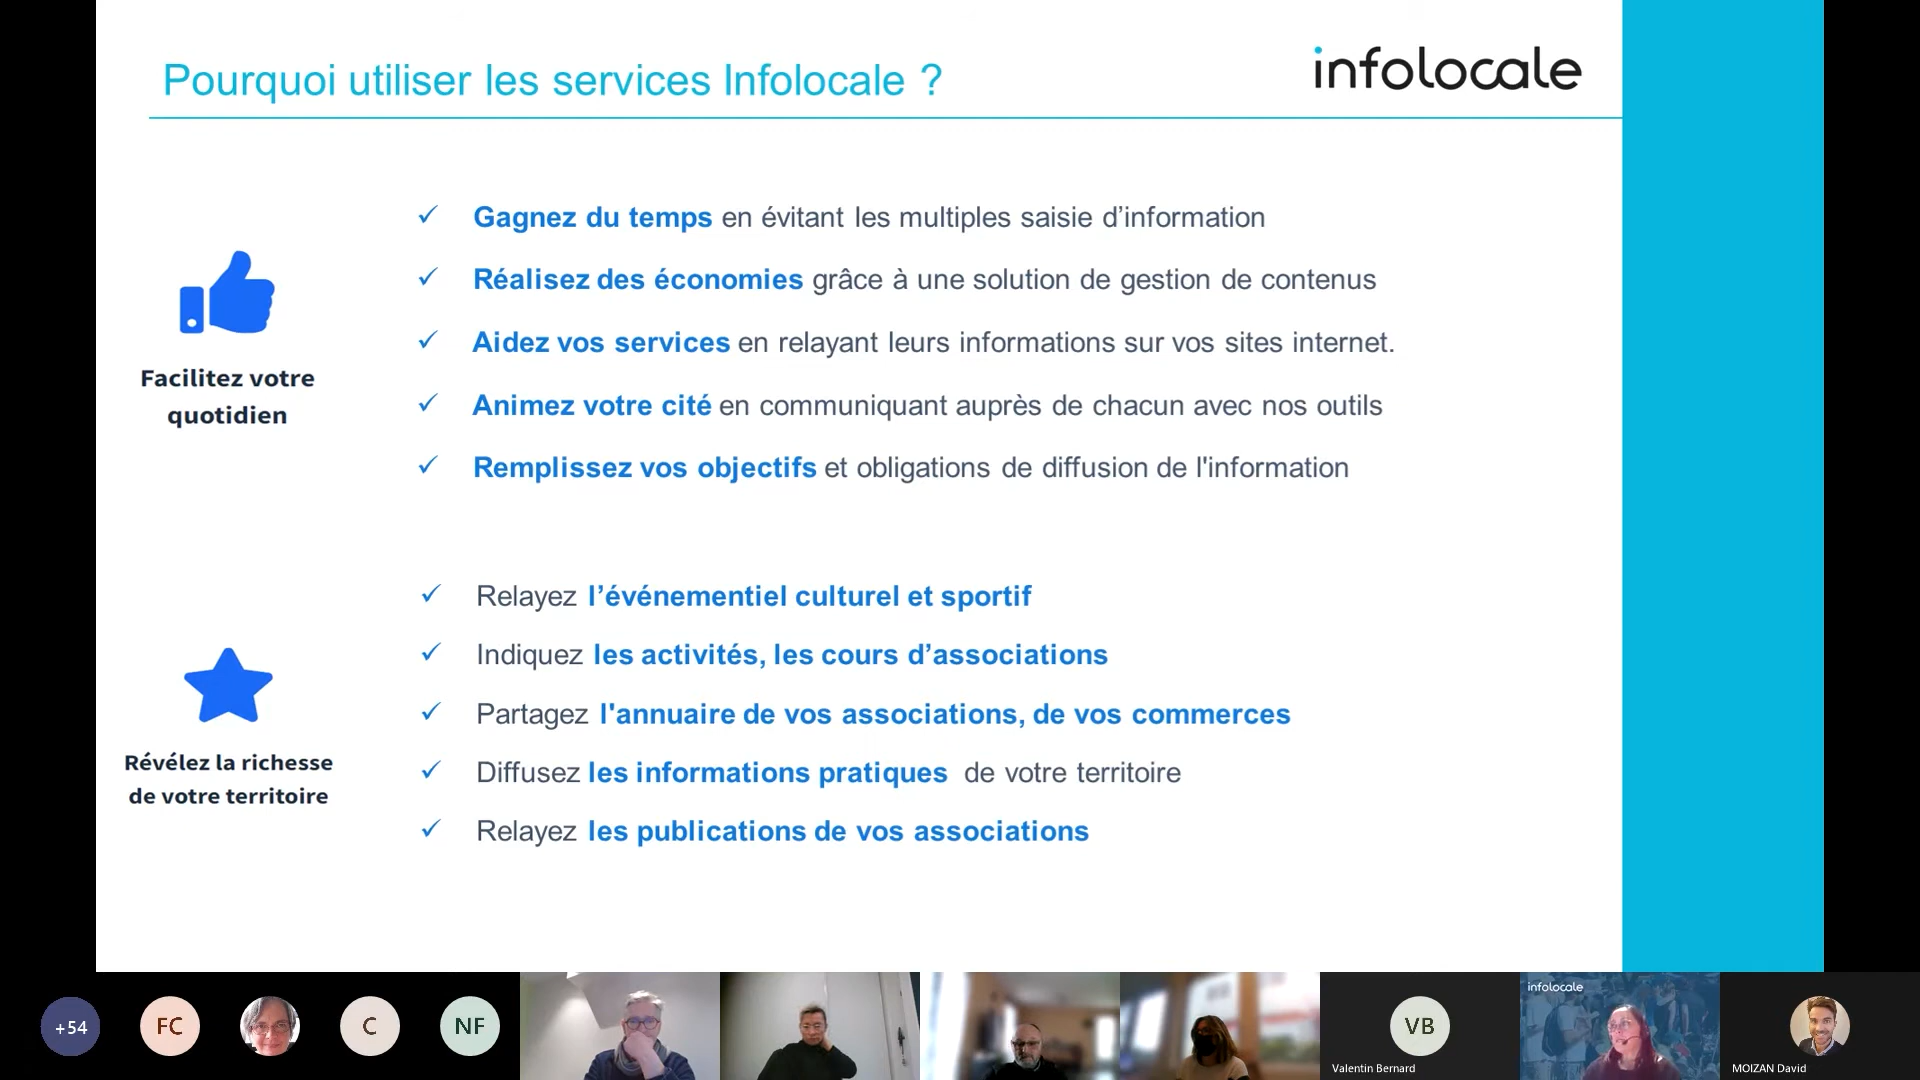 Pourquoi utiliser les services Infolocale ?
infolocale
Gagnez du temps en évitant les multiples saisie d’information
Réalisez des économies grâce à une solution de gestion de contenus
Aidez vos services en relayant leurs informations sur vos sites internet.
Animez votre cité en communiquant auprès de chacun avec nos outils
Remplissez vos objectifs et obligations de diffusion de l'information
Facilitez votre
quotidien
Relayez l’événementiel culturel et sportif
Indiquez les activités, les cours d’associations
Partagez l'annuaire de vos associations, de vos commerces
Diffusez les informations pratiques de votre territoire
Relayez les publications de vos associations
Révélez la richesse
de votre territoire
+54
FC
C
NF
VB
Valentin Bernard
infolocale
MOIZAN David